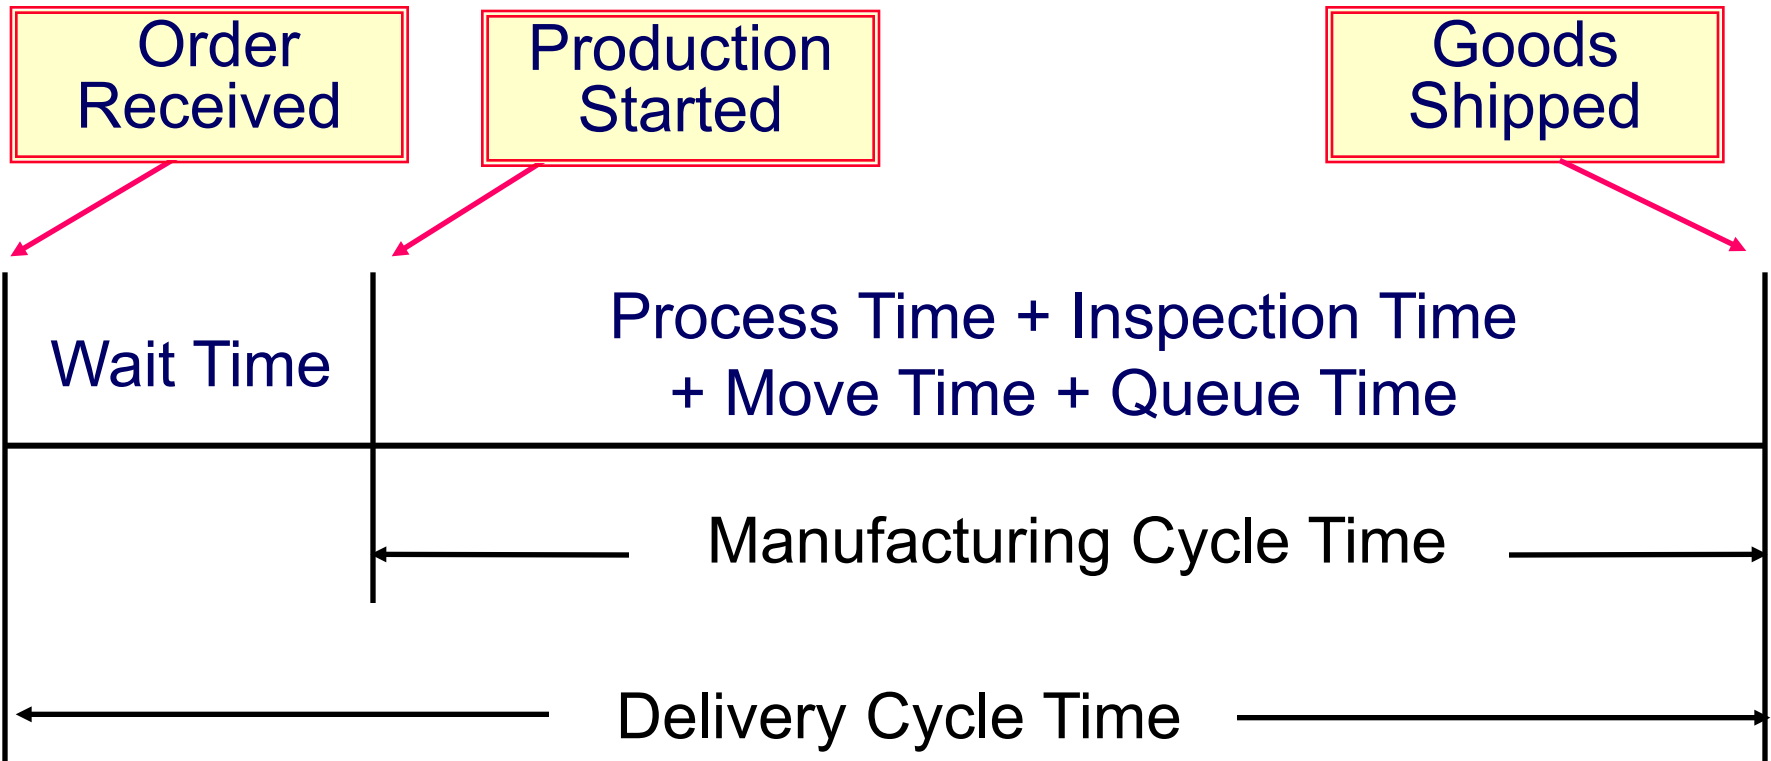 Order
Received
Production
Started
Goods
Shipped
Wait Time
Process Time + Inspection Time
+ Move Time + Queue Time
Manufacturing Cycle Time
Delivery Cycle Time